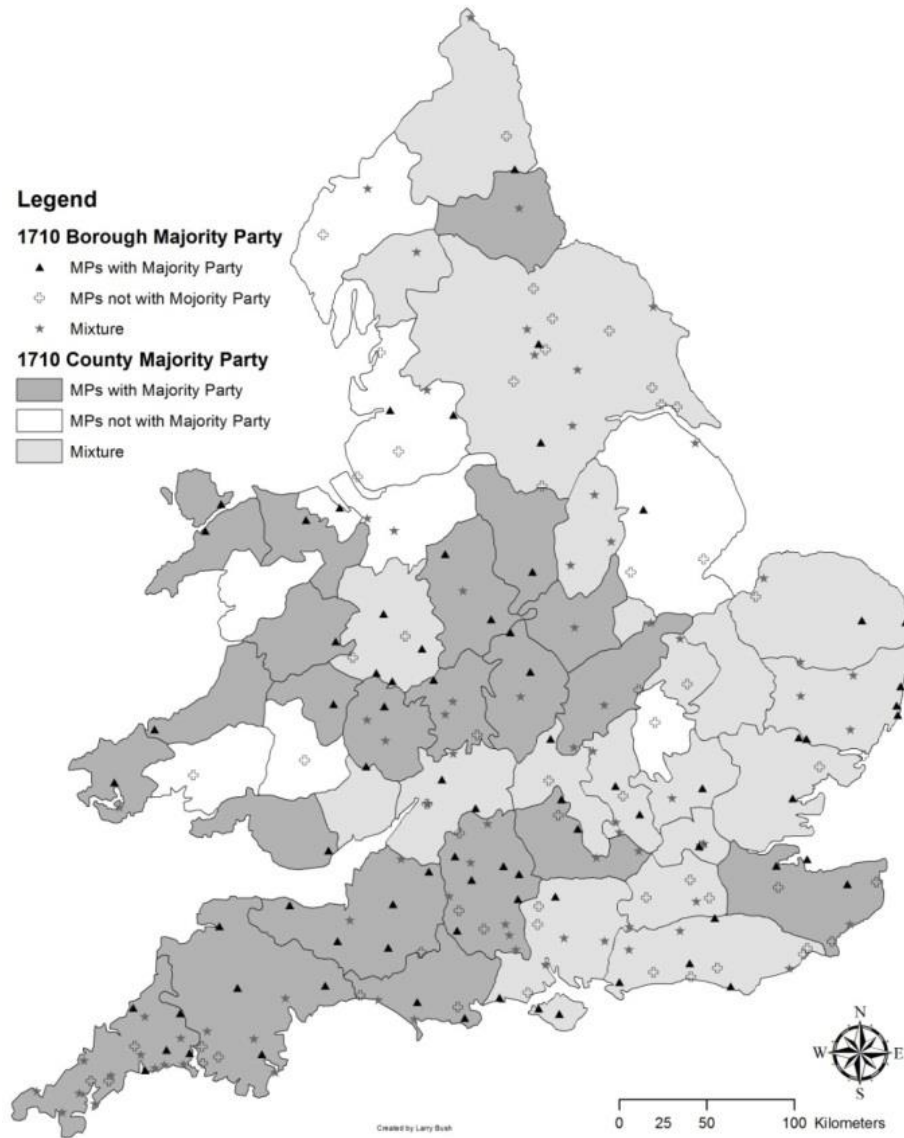 Legend
1710 Borough Majority Party
MPs with Majority Party
MPs not with Mojority Party
Mixture
1710 County Majority Party
MPs with Majority Party
MPs not with Majority Party
Mixture
N
W E
S
0 25 50 100 Kilometers
Created by Larry Bush